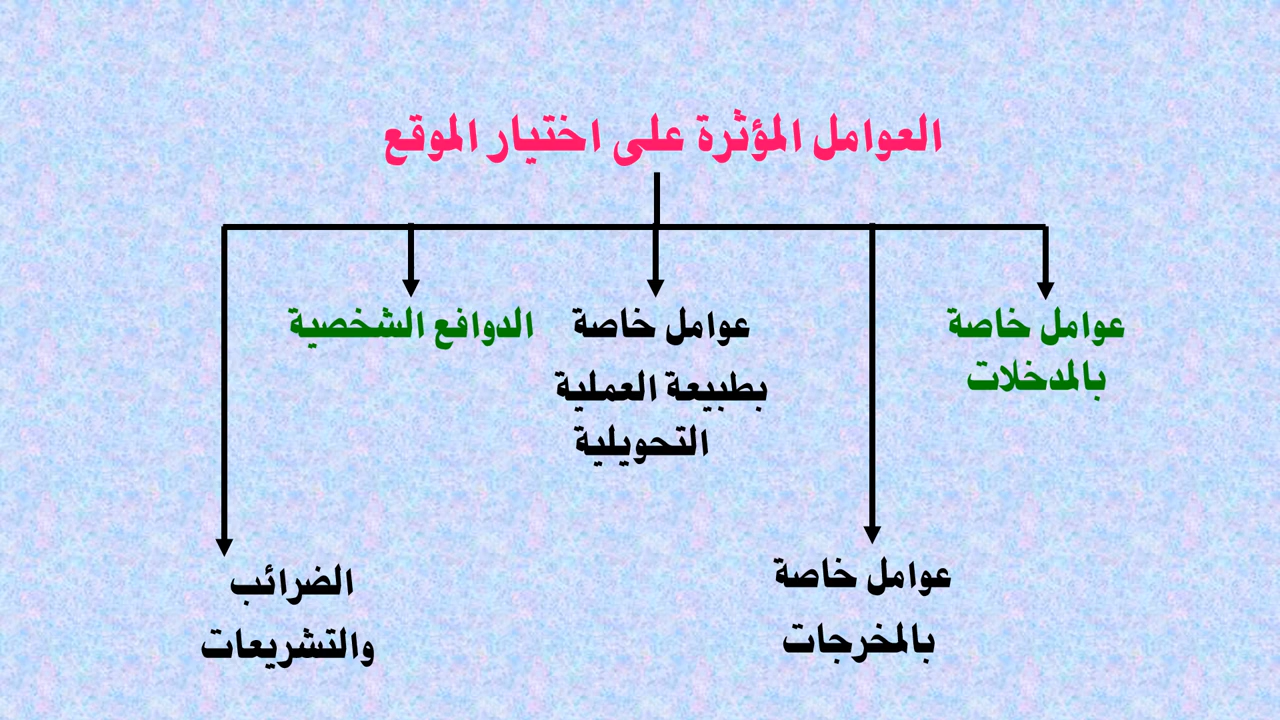 العوامل المؤثرة على اختيار الموقع
عوامل خاصة
بالمدخلات
عوامل خاصة
بالمخرجات
عوامل خاصة
بطبيعة العملية
التحويلية
الدوافع الشخصية
الضرائب
والتشريعات